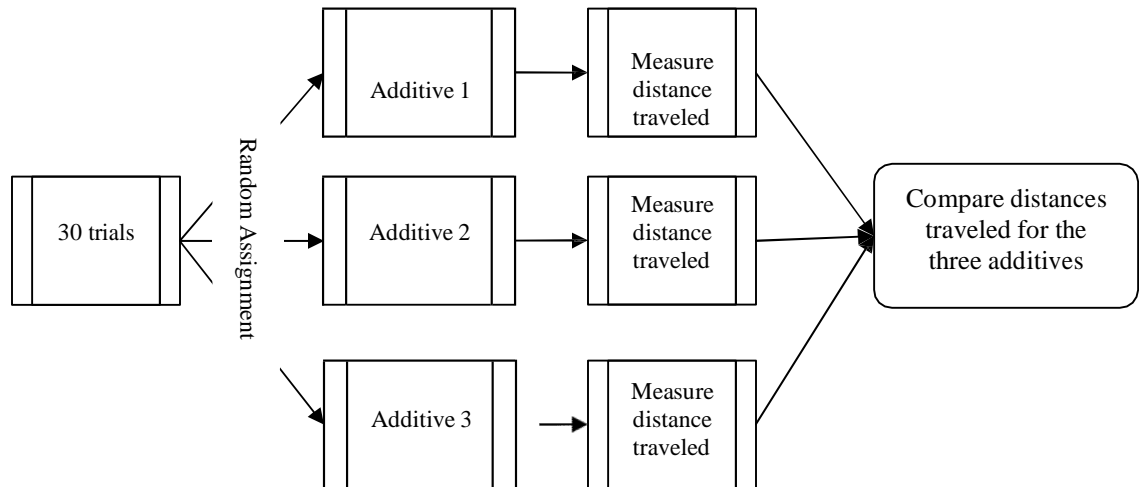 30 trials
Random Assignment
Additive 1
Measure
distance
traveled
Additive 2
Measure
distance
traveled
Additive 3
Measure
distance
traveled
Compare distances
traveled for the
three additives